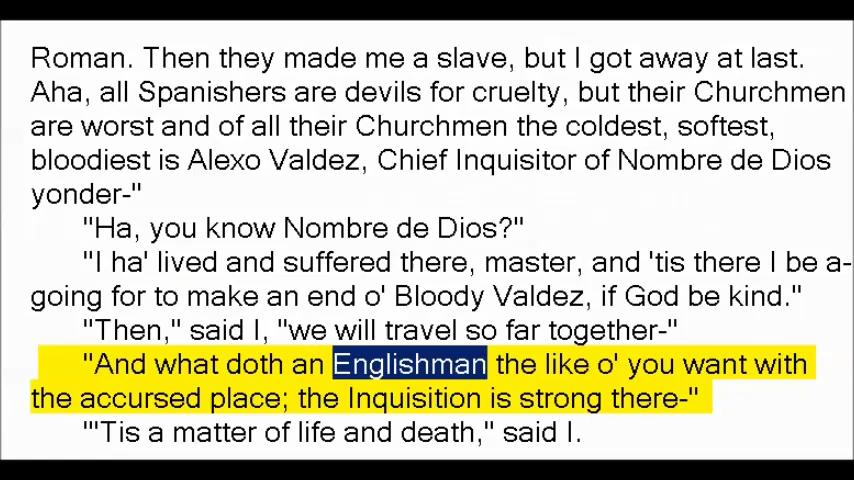 Roman. Then they made me a slave, but I got away at last.
Aha, all Spanishers are devils for cruelty, but their Churchmen
are worst and of all their Churchmen the coldest, softest,
bloodiest is Alexo Valdez, Chief Inquisitor of Nombre de Dios
yonder-"
"Ha, you know Nombre de Dios?"
"I ha' lived and suffered there, master, and 'tis there I be a-
going for to make an end o' Bloody Valdez, if God be kind."
"Then," said I, "we will travel so far together-"
"And what doth an Englishman the like o' you want with
the accursed place; the Inquisition is strong there-"
"'Tis a matter of life and death," said I.